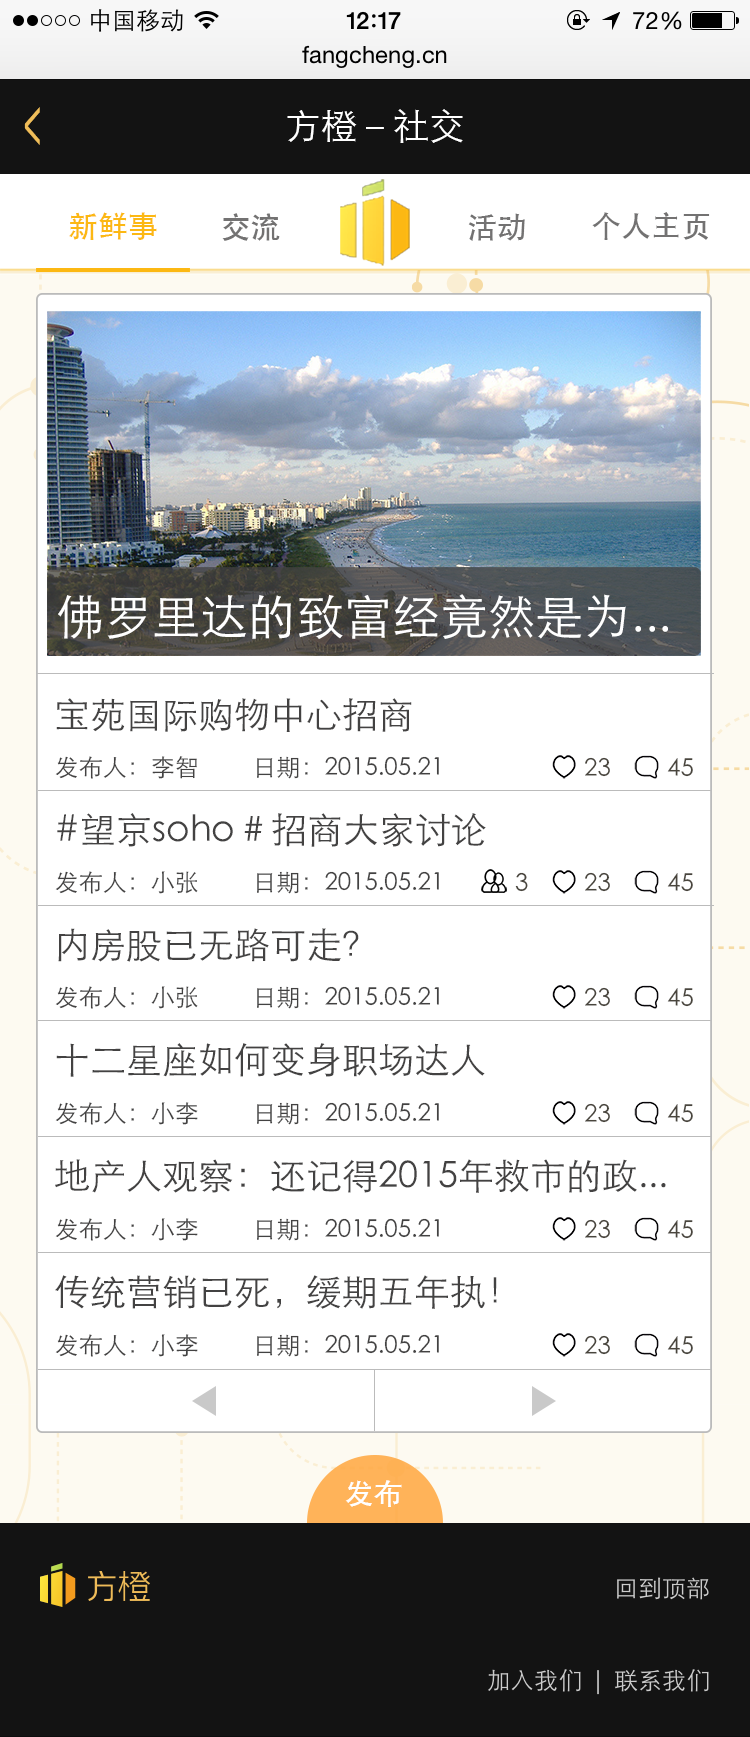 中国移动 12:17 72%
fangcheng.cn
方橙 – 社交
新鲜事 交流 活动 个人主页
佛罗里达的致富经竟然是为...
宝苑国际购物中心招商
发布人：李智 日期：2015.05.21 23 45
#望京soho # 招商大家讨论
发布人：小张 日期：2015.05.21 3 23 45
内房股已无路可走?
发布人：小张 日期：2015.05.21 23 45
十二星座如何变身职场达人
发布人：小李 日期：2015.05.21 23 45
地产人观察：还记得2015年救市的政...
发布人：小李 日期：2015.05.21 23 45
传统营销已死，缓期五年执！
发布人：小李 日期：2015.05.21 23 45
发布
方橙 回到顶部
加入我们 | 联系我们